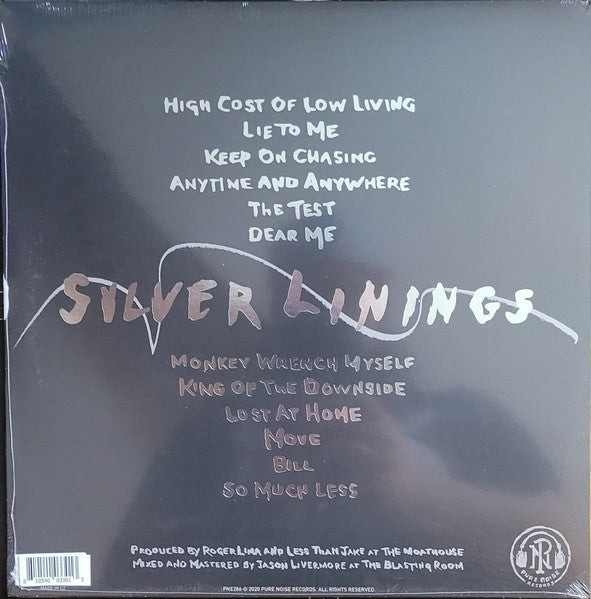 HIGH COST OF LOW LIVING
LIE TO ME
KEEP ON CHASING
ANYTIME AND ANYWHERE
THE TEST
DEAR ME
SILVER LININGS
MONKEY WRENCH MYSELF
KING OF THE DOWNSIDE
LOST AT HOME
MOVE
BILL
SO MUCH LESS
PRODUCED BY ROGER LIMA AND LESS THAN JAKE AT THE MOATHOUSE
MIXED AND MASTERED BY JASON LIVERMORE AT THE BLASTING ROOM
PNE286 © 2020 PURE NOISE RECORDS. ALL RIGHTS RESERVED.
PURE NOISE
RECORDS